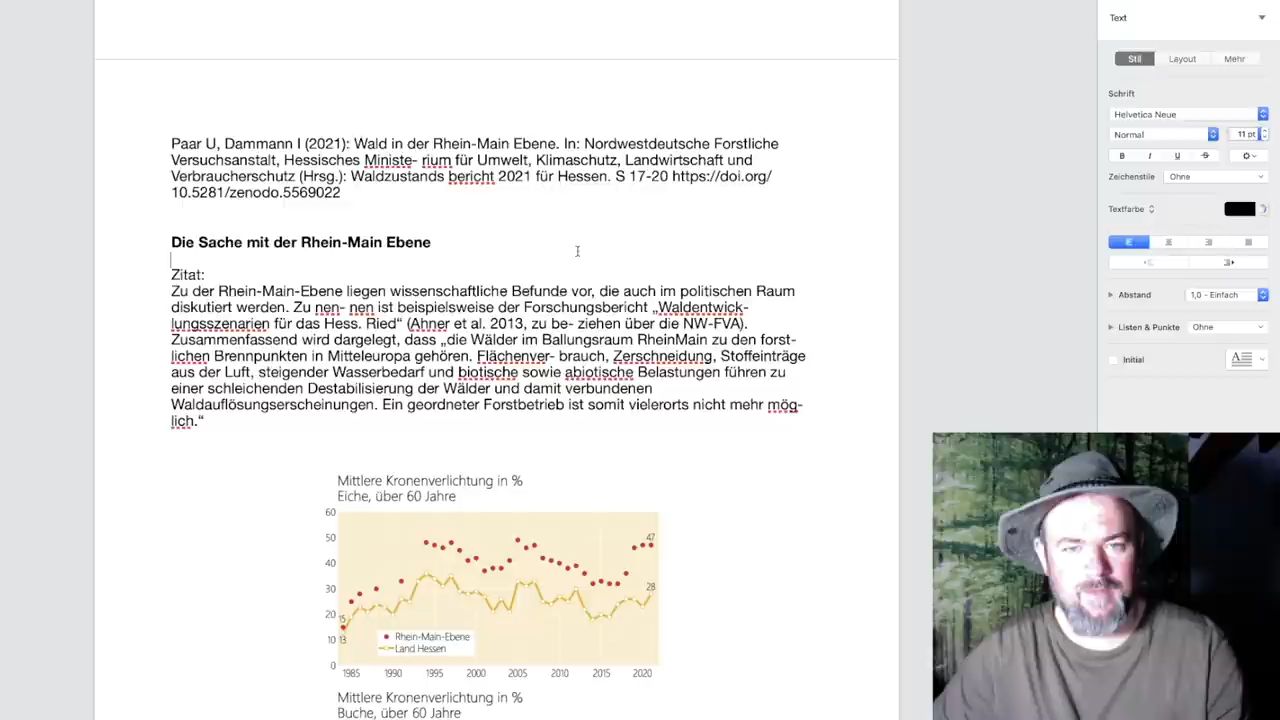 Paar U, Dammann I (2021): Wald in der Rhein-Main Ebene. In: Nordwestdeutsche Forstliche
Versuchsanstalt, Hessisches Ministe- rium für Umwelt, Klimaschutz, Landwirtschaft und
Verbraucherschutz (Hrsg.): Waldzustands bericht 2021 für Hessen. S 17-20 https://doi.org/
10.5281/zenodo.5569022
Die Sache mit der Rhein-Main Ebene
Zitat:
Zu der Rhein-Main-Ebene liegen wissenschaftliche Befunde vor, die auch im politischen Raum
diskutiert werden. Zu nen- nen ist beispielsweise der Forschungsbericht „Waldentwick-
lungsszenarien für das Hess. Ried“ (Ahner et al. 2013, zu be- ziehen über die NW-FVA).
Zusammenfassend wird dargelegt, dass „die Wälder im Ballungsraum RheinMain zu den forst-
lichen Brennpunkten in Mitteleuropa gehören. Flächenver- brauch, Zerschneidung, Stoffeinträge
aus der Luft, steigender Wasserbedarf und biotische sowie abiotische Belastungen führen zu
einer schleichenden Destabilisierung der Wälder und damit verbundenen
Waldauflösungserscheinungen. Ein geordneter Forstbetrieb ist somit vielerorts nicht mehr mög-
lich.“
Mittlere Kronenverlichtung in %
Eiche, über 60 Jahre
60
50
40
30
20
10
0
15
13
47
28
Rhein-Main-Ebene
Land Hessen
1985 1990 1995 2000 2005 2010 2015 2020
Mittlere Kronenverlichtung in %
Buche, über 60 Jahre
Text
Stil Layout Mehr
Schrift
Helvetica Neue
Normal 11 pt
B I U S
Zeichenstile Ohne
Textfarbe
Abstand 1,0 - Einfach
Listen & Punkte Ohne
Initial A